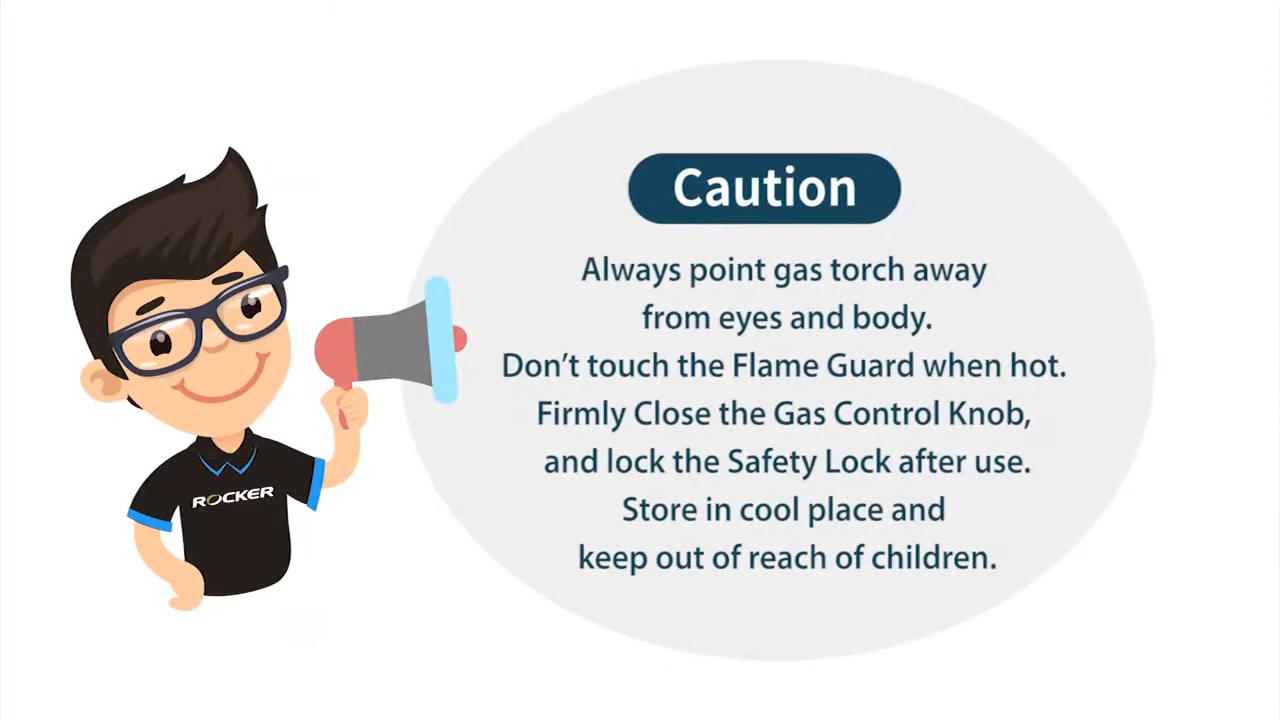 Caution
Always point gas torch away
from eyes and body.
Don’t touch the Flame Guard when hot.
Firmly Close the Gas Control Knob,
and lock the Safety Lock after use.
Store in cool place and
keep out of reach of children.
ROCKER